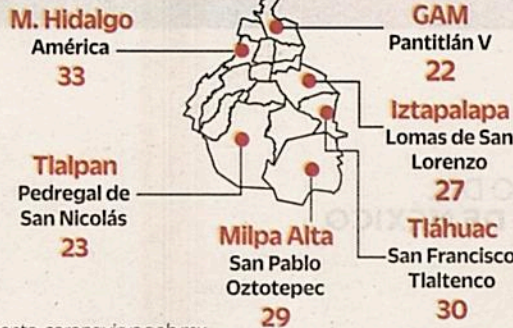 M. Hidalgo
América
33
GAM
Pantitlán V
22
Iztapalapa
Lomas de San
Lorenzo
27
Tlalpan
Pedregal de
San Nicolás
23
Milpa Alta
San Pablo
Oztotepec
29
Tláhuac
San Francisco
Tlaltenco
30